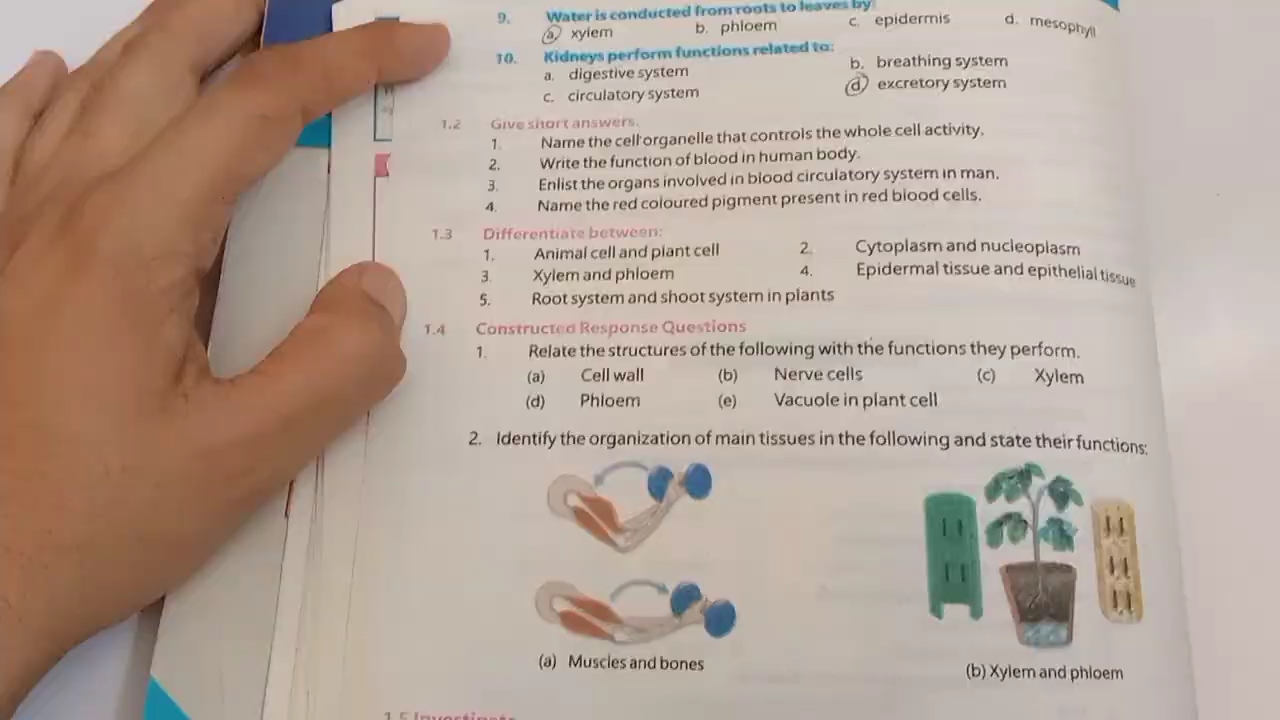 9. Water is conducted from roots to leaves by
a. xylem b. phloem c. epidermis d. mesophyll
10. Kidneys perform functions related to:
a. digestive system b. breathing system
c. circulatory system d. excretory system
1.2 Give short answers.
1. Name the cell organelle that controls the whole cell activity.
2. Write the function of blood in human body.
3. Enlist the organs involved in blood circulatory system in man.
4. Name the red coloured pigment present in red blood cells.
1.3 Differentiate between:
1. Animal cell and plant cell 2. Cytoplasm and nucleoplasm
3. Xylem and phloem 4. Epidermal tissue and epithelial tissue
5. Root system and shoot system in plants
1.4 Constructed Response Questions
1. Relate the structures of the following with the functions they perform.
(a) Cell wall (b) Nerve cells (c) Xylem
(d) Phloem (e) Vacuole in plant cell
2. Identify the organization of main tissues in the following and state their functions:
(a) Muscles and bones (b) Xylem and phloem
1.5 Investigate